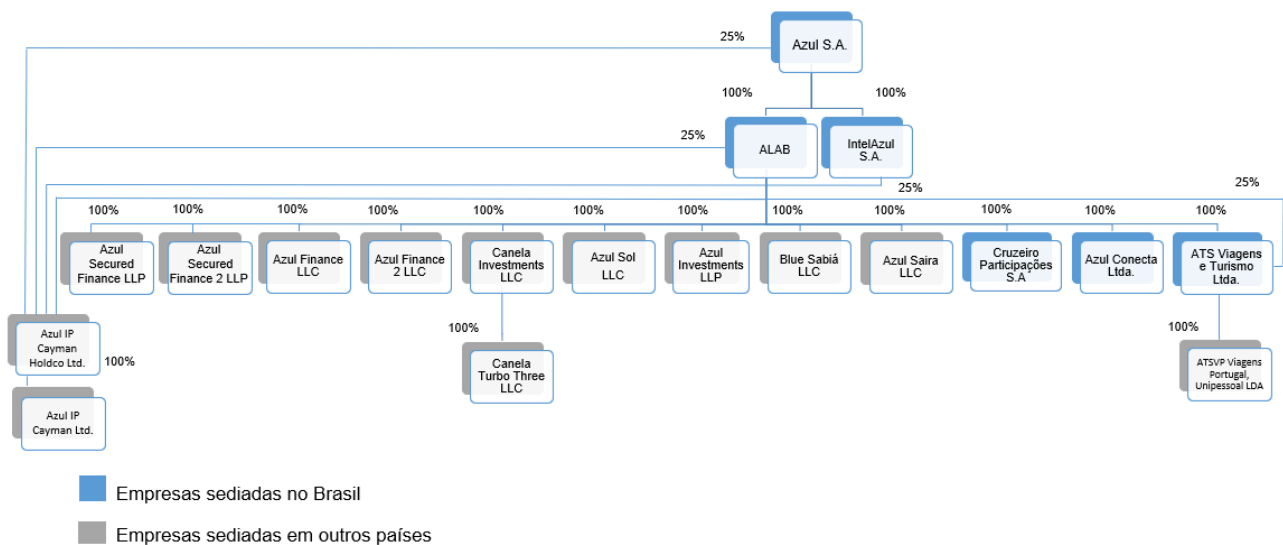 25%
Azul S.A.
100%
100%
25%
ALAB
IntelAzul
S.A.
25%
25%
100%
100%
100%
100%
100%
100%
100%
100%
100%
100%
100%
100%
Azul
Secured
Finance LLP
Azul
Secured
Finance 2 LLP
Azul Finance
LLC
Azul Finance
2 LLC
Canela
Investments
LLC
Azul Sol
LLC
Azul
Investments
LLP
Blue Sabiá
LLC
Azul Saira
LLC
Cruzeiro
Participações
S.A
Azul Conecta
Ltda.
ATS Viagens
e Turismo
Ltda.
Azul IP
Cayman
Holdco Ltd.
100%
100%
Canela
Turbo Three
LLC
100%
ATSVP Viagens
Portugal,
Unipessoal LDA
Azul IP
Cayman Ltd.
Empresas sediadas no Brasil
Empresas sediadas em outros países